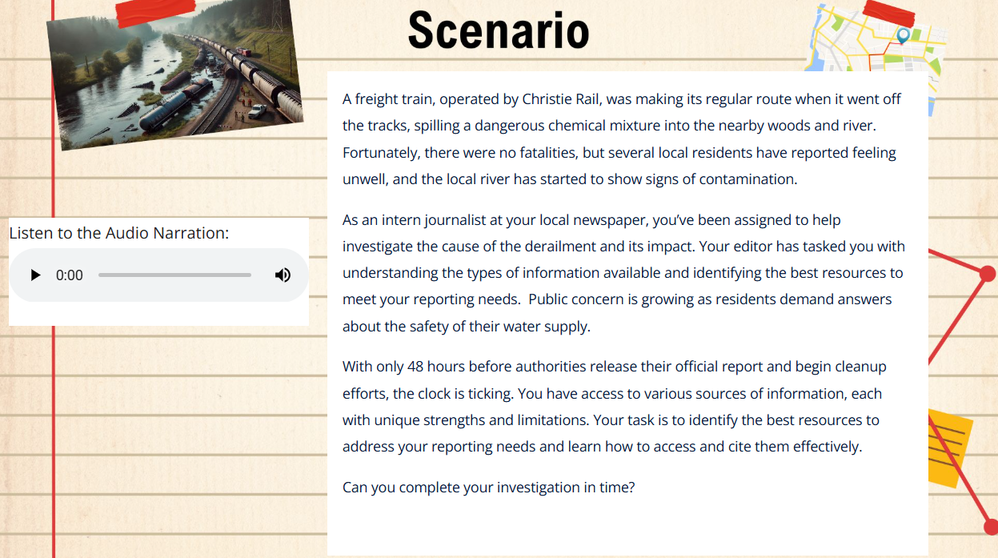 Scenario
A freight train, operated by Christie Rail, was making its regular route when it went off
the tracks, spilling a dangerous chemical mixture into the nearby woods and river.
Fortunately, there were no fatalities, but several local residents have reported feeling
unwell, and the local river has started to show signs of contamination.
Listen to the Audio Narration:
0:00
As an intern journalist at your local newspaper, you’ve been assigned to help
investigate the cause of the derailment and its impact. Your editor has tasked you with
understanding the types of information available and identifying the best resources to
meet your reporting needs.  Public concern is growing as residents demand answers
about the safety of their water supply.
With only 48 hours before authorities release their official report and begin cleanup
efforts, the clock is ticking. You have access to various sources of information, each
with unique strengths and limitations. Your task is to identify the best resources to
address your reporting needs and learn how to access and cite them effectively.
Can you complete your investigation in time?